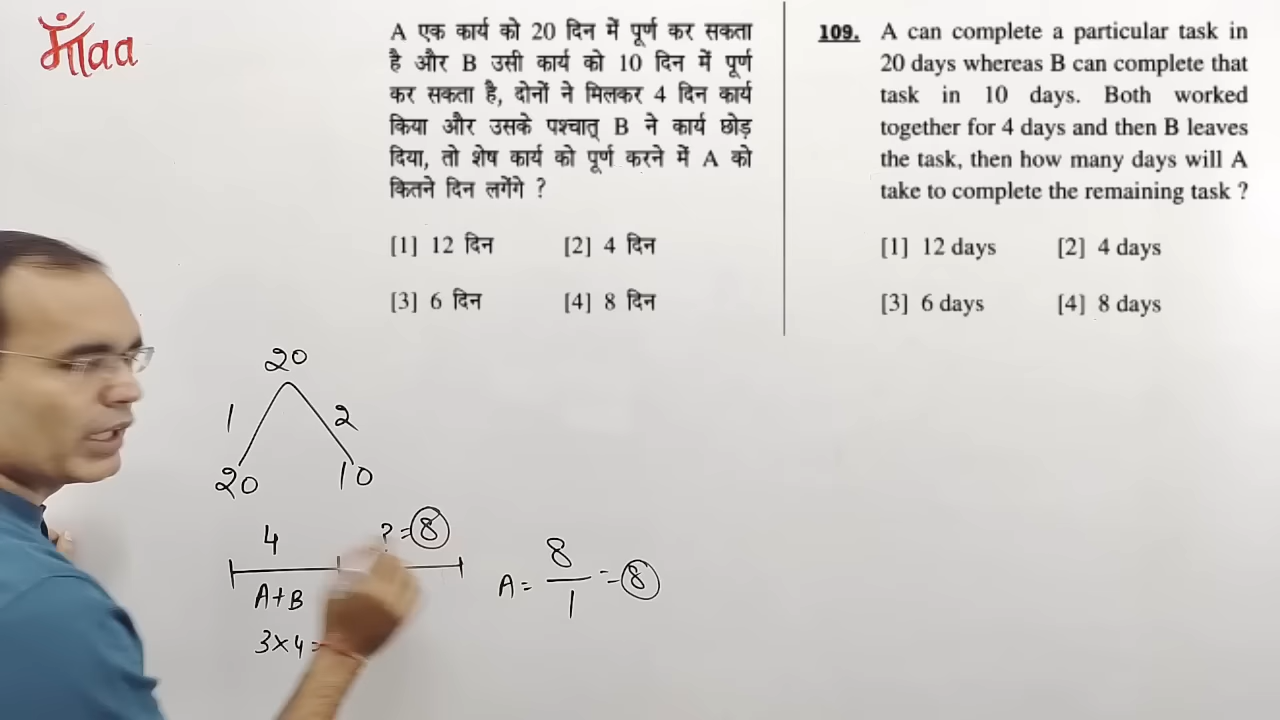 माँaa
A एक कार्य को 20 दिन में पूर्ण कर सकता
है और B उसी कार्य को 10 दिन में पूर्ण
कर सकता है, दोनों ने मिलकर 4 दिन कार्य
किया और उसके पश्चात् B ने कार्य छोड़
दिया, तो शेष कार्य को पूर्ण करने में A को
कितने दिन लगेंगे ?
[1] 12 दिन [2] 4 दिन
[3] 6 दिन [4] 8 दिन
109. A can complete a particular task in
20 days whereas B can complete that
task in 10 days. Both worked
together for 4 days and then B leaves
the task, then how many days will A
take to complete the remaining task ?
[1] 12 days [2] 4 days
[3] 6 days [4] 8 days
20
1 2
20 10
4 ? = 8
A+B
3×4=
A = 8/1 = 8